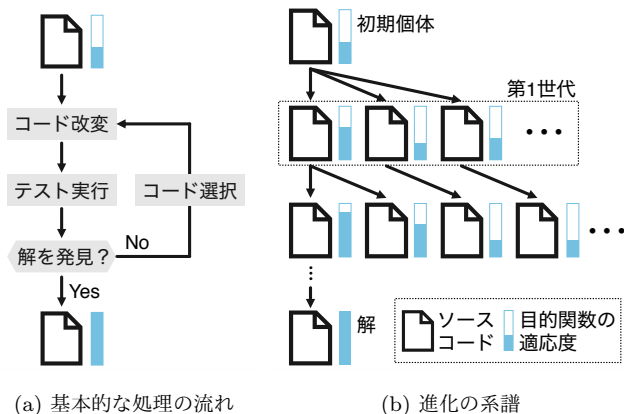 コード改変
テスト実行
コード選択
解を発見？
No
Yes
(a) 基本的な処理の流れ
初期個体
第1世代
・・・
・・・
…
解
ソース
コード
目的関数の
適応度
(b) 進化の系譜